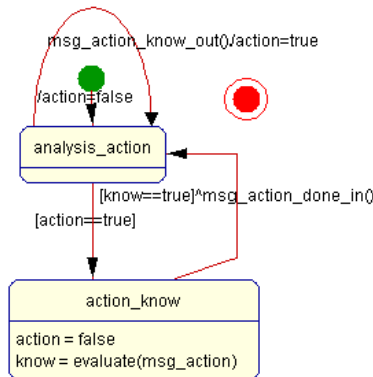 msg_action_know_out()/action=true
/action=false
analysis_action
[know==true]^msg_action_done_in()
[action==true]
action_know
action = false
know = evaluate(msg_action)